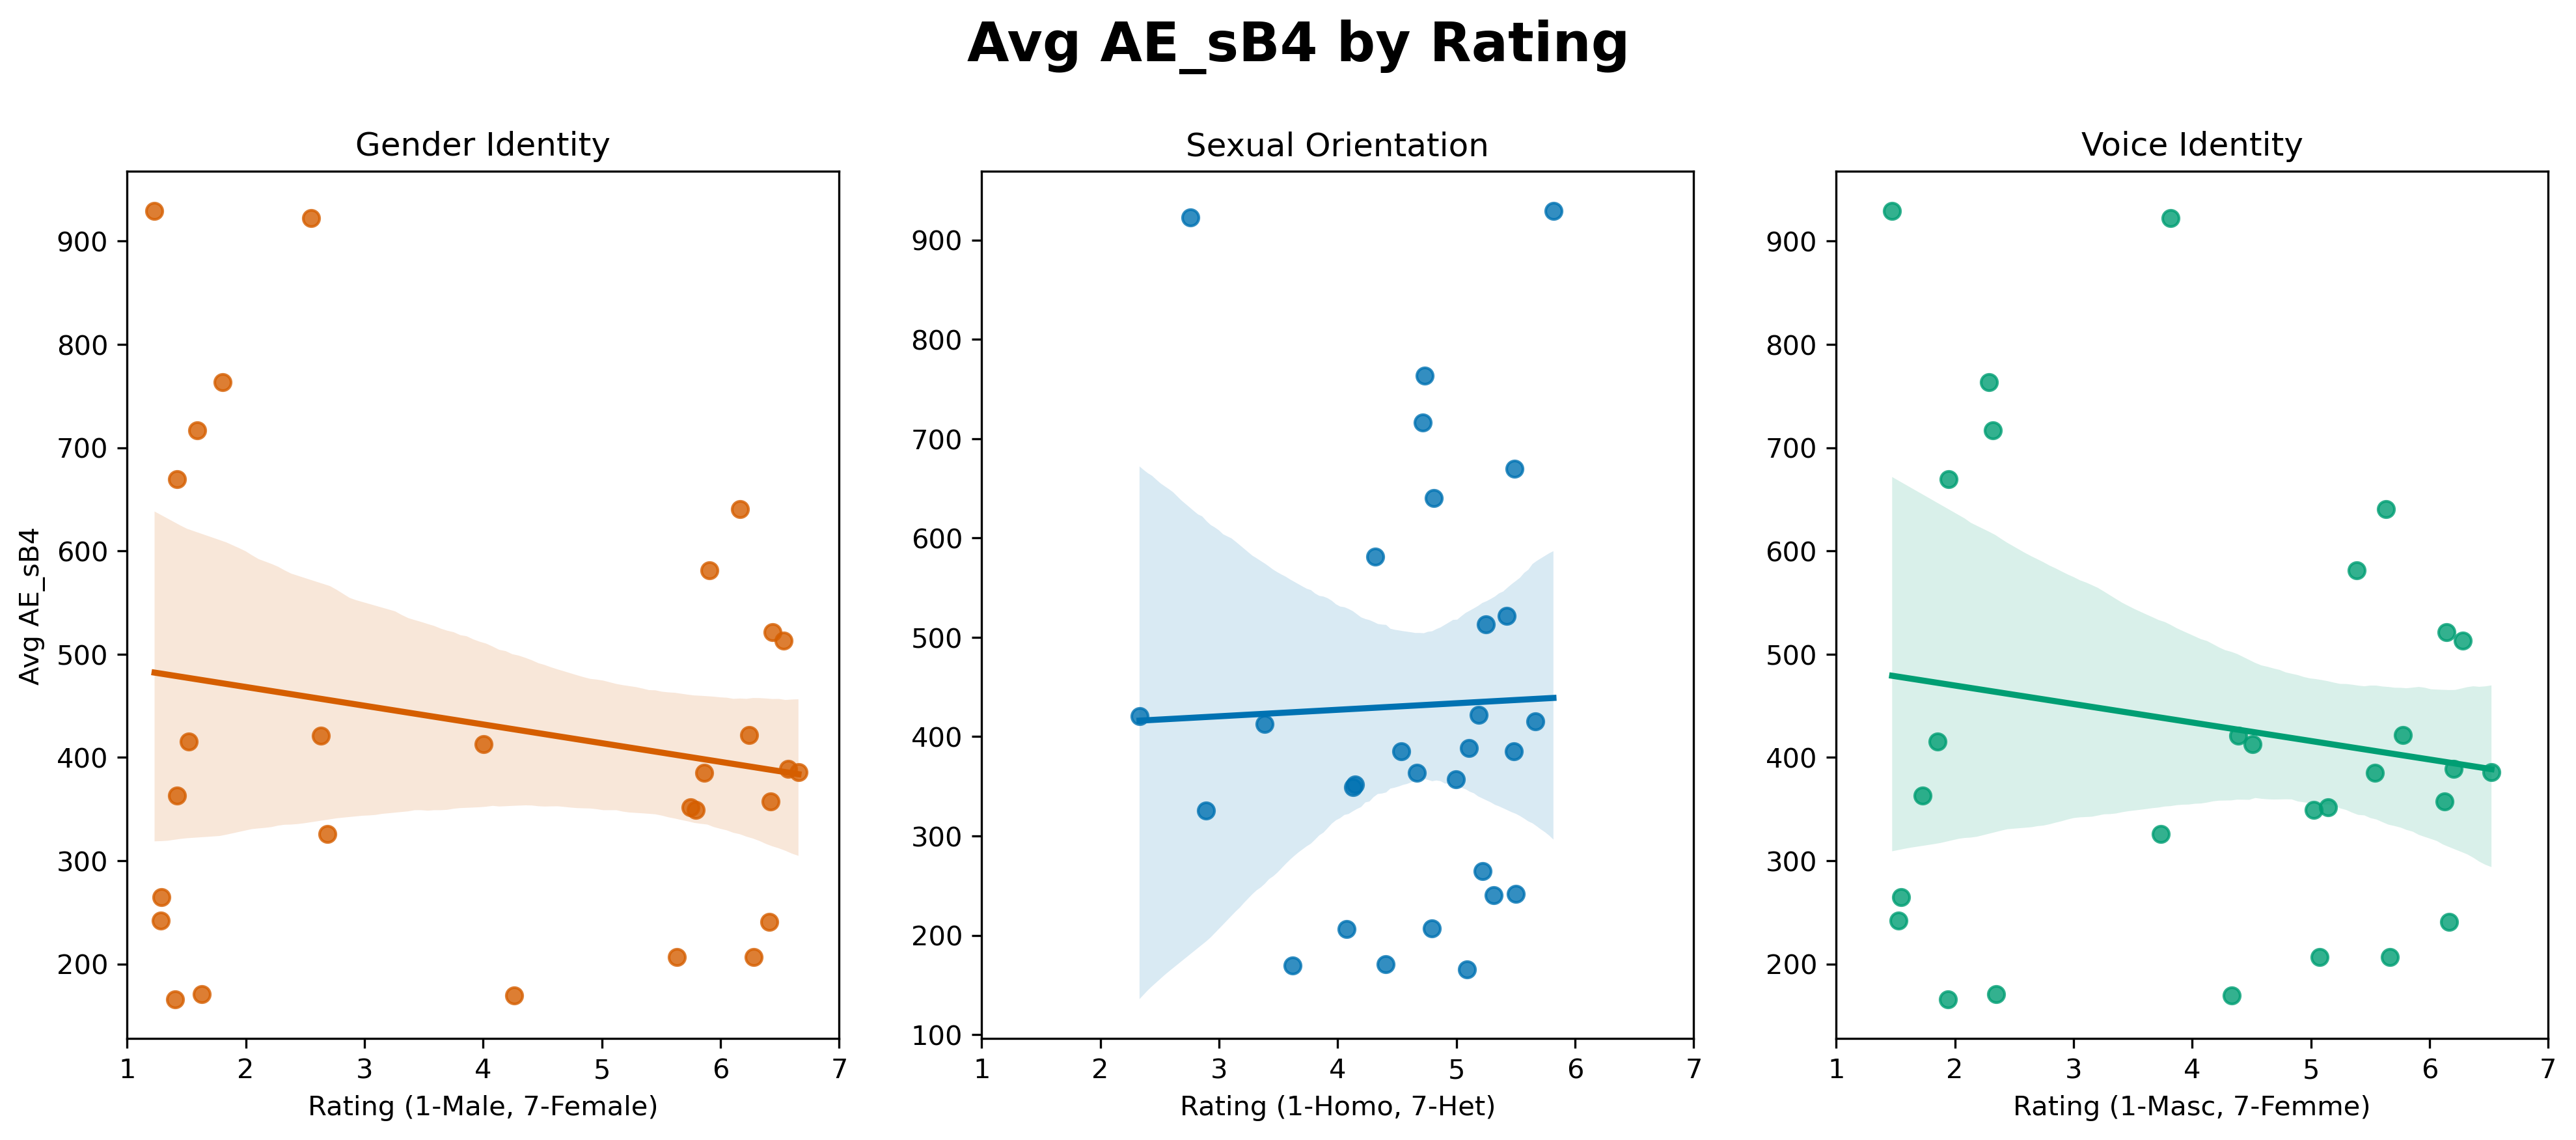 Avg AE_sB4 by Rating
Gender Identity
Sexual Orientation
Voice Identity
Avg AE_sB4
900
800
700
600
500
400
300
200
1 2 3 4 5 6 7
Rating (1-Male, 7-Female)
900
800
700
600
500
400
300
200
100
1 2 3 4 5 6 7
Rating (1-Homo, 7-Het)
900
800
700
600
500
400
300
200
1 2 3 4 5 6 7
Rating (1-Masc, 7-Femme)